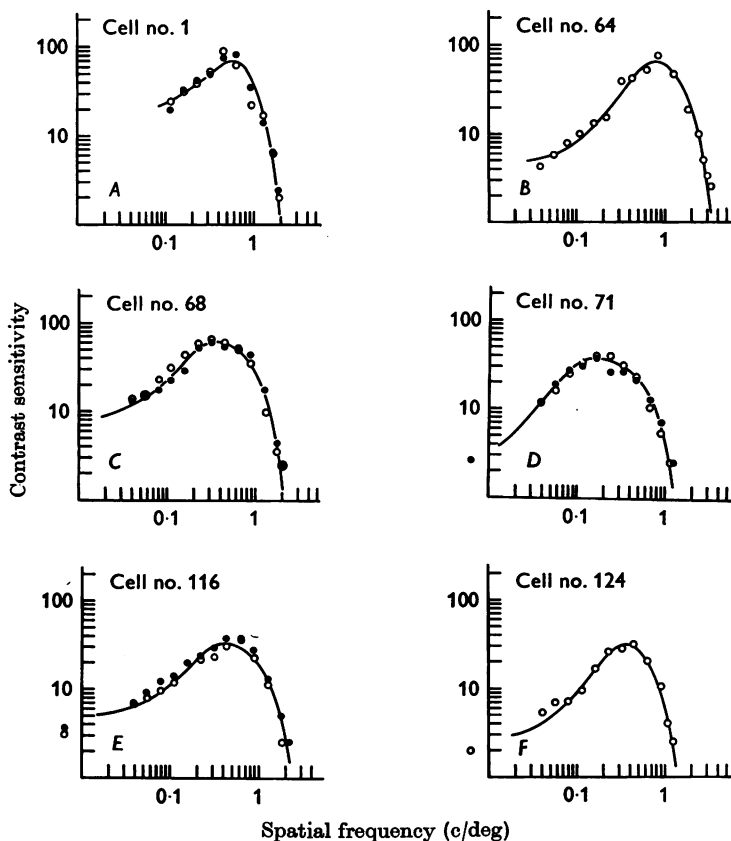 Cell no. 1
100
10
A
0·1 1
Cell no. 64
100
10
B
0·1 1
Cell no. 68
100
10
C
0·1 1
Cell no. 71
100
10
D
0·1 1
Cell no. 116
100
10
E
0·1 1
Cell no. 124
100
10
F
0·1 1
Contrast sensitivity
Spatial frequency (c/deg)